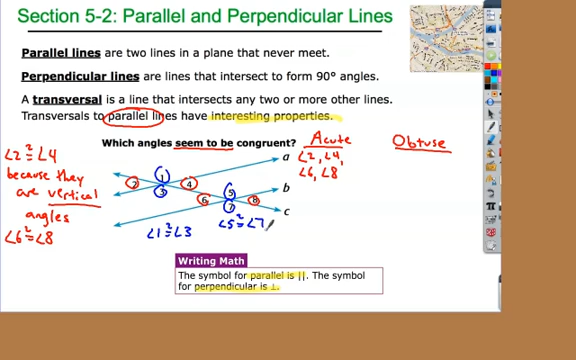 Section 5-2: Parallel and Perpendicular Lines
Parallel lines are two lines in a plane that never meet.
Perpendicular lines are lines that intersect to form 90° angles.
A transversal is a line that intersects any two or more other lines.
Transversals to parallel lines have interesting properties.
Which angles seem to be congruent?
Acute
∠2, ∠4,
∠6, ∠8
Obtuse
∠2 ≅ ∠4
because they
are vertical
angles
∠6 ≅ ∠8
1
2
3
4
5
6
7
8
a
b
c
∠1 ≅ ∠3
∠5 ≅ ∠7
Writing Math
The symbol for parallel is ||. The symbol
for perpendicular is ⊥.